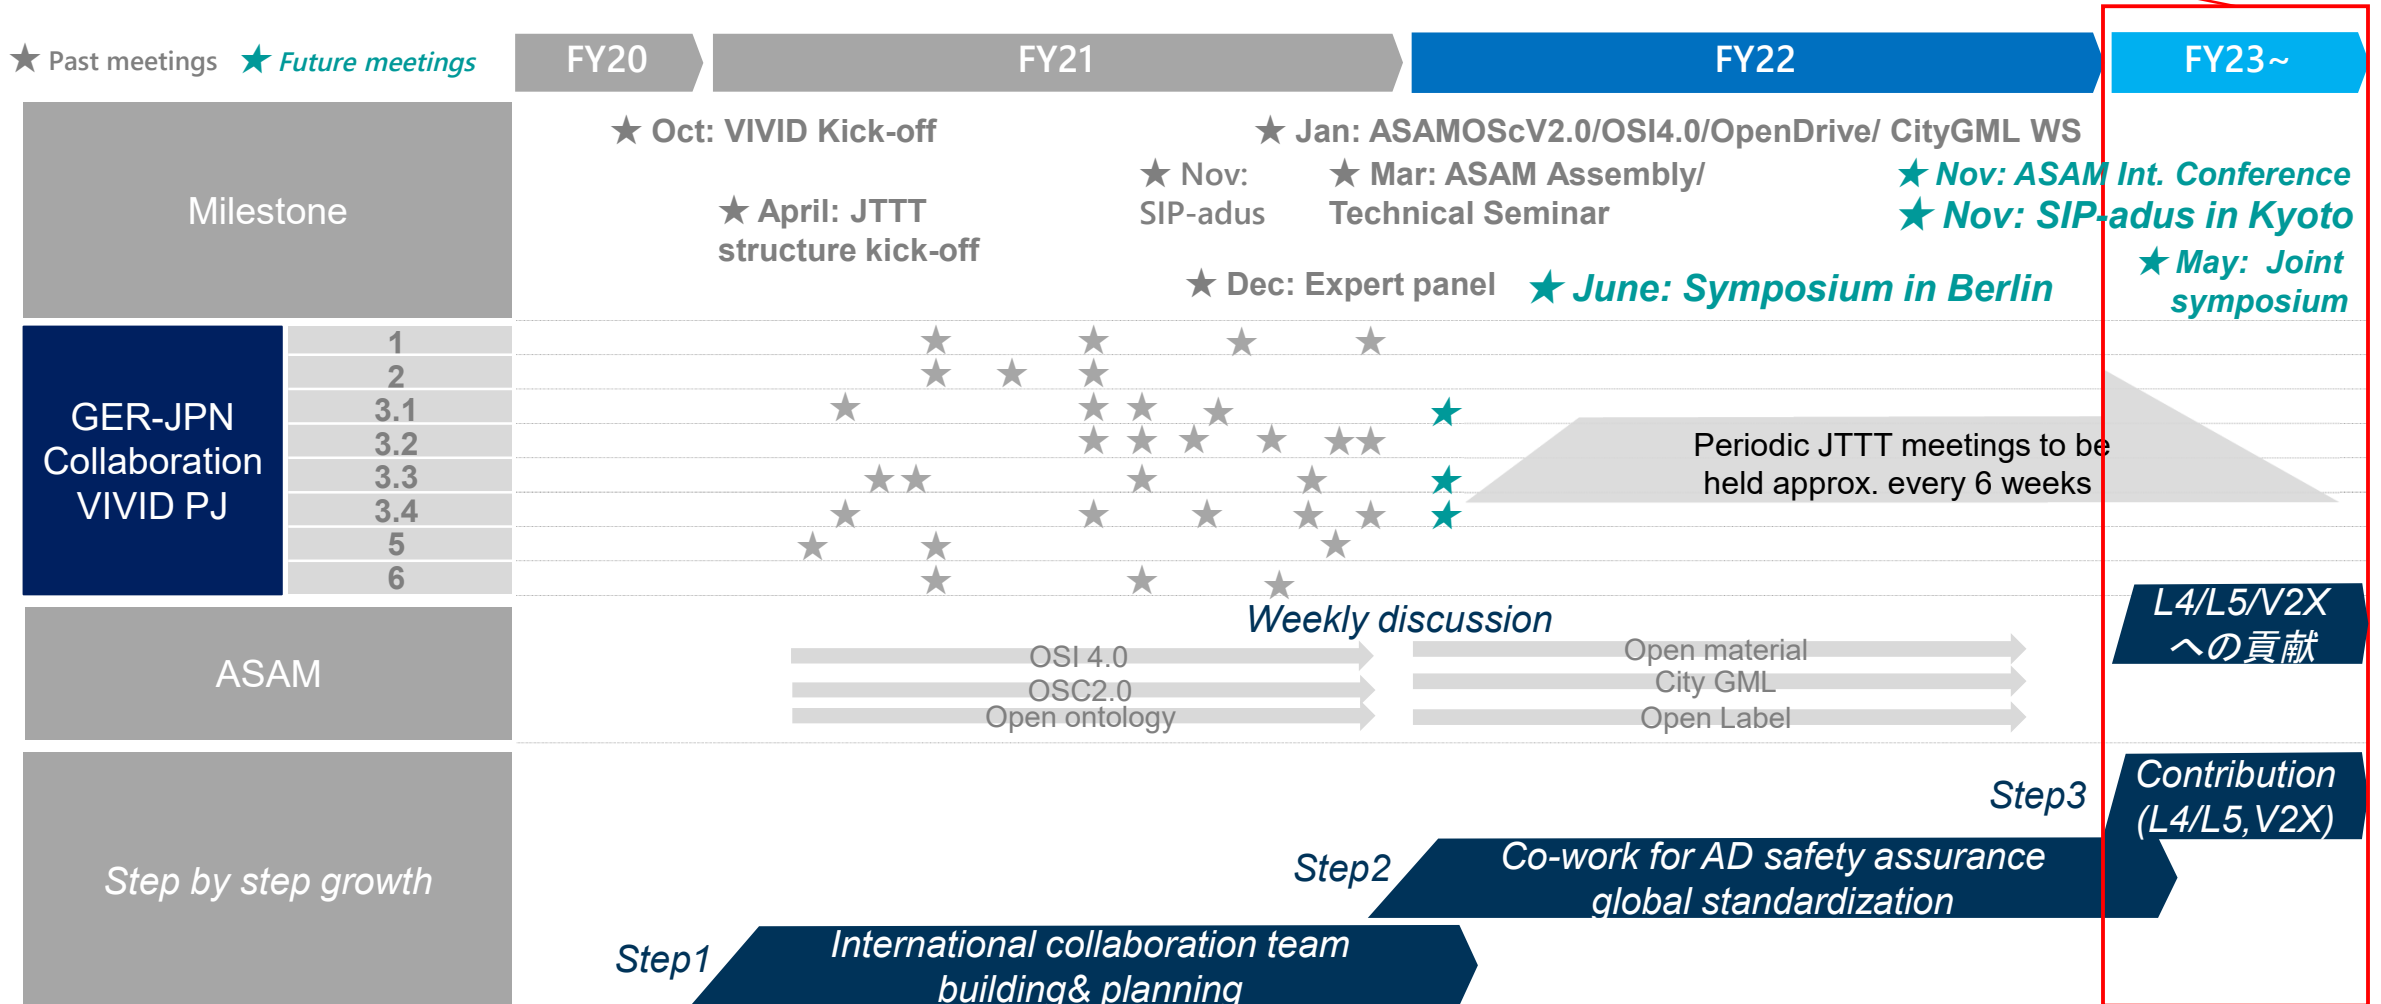 ★ Past meetings ★ Future meetings
FY20
FY21
FY22
FY23~
Milestone
★ Oct: VIVID Kick-off
★ April: JTTT
structure kick-off
★ Nov:
SIP-adus
★ Dec: Expert panel
★ Jan: ASAMOScV2.0/OSI4.0/OpenDrive/ CityGML WS
★ Mar: ASAM Assembly/
Technical Seminar
★ June: Symposium in Berlin
★ Nov: ASAM Int. Conference
★ Nov: SIP-adus in Kyoto
★ May: Joint
symposium
GER-JPN
Collaboration
VIVID PJ
1
2
3.1
3.2
3.3
3.4
5
6
Periodic JTTT meetings to be
held approx. every 6 weeks
ASAM
Weekly discussion
OSI 4.0
OSC2.0
Open ontology
Open material
City GML
Open Label
L4/L5/V2X
への貢献
Step by step growth
Step1
International collaboration team
building& planning
Step2
Co-work for AD safety assurance
global standardization
Step3
Contribution
(L4/L5,V2X)